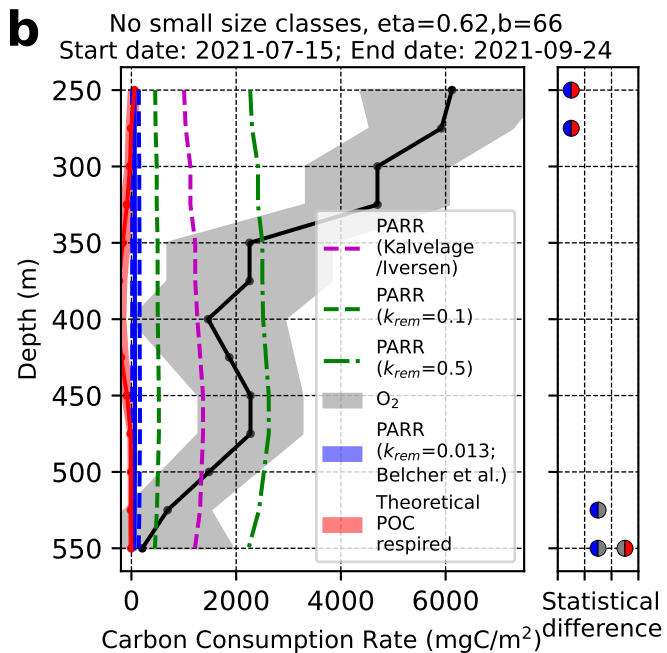 b
No small size classes, eta=0.62,b=66
Start date: 2021-07-15; End date: 2021-09-24
250
300
350
400
450
500
550
Depth (m)
PARR
(Kalvelage
/Iversen)
PARR
(k_rem=0.1)
PARR
(k_rem=0.5)
O₂
PARR
(k_rem=0.013;
Belcher et al.)
Theoretical
POC
respired
0 2000 4000 6000
Carbon Consumption Rate (mgC/m²)
Statistical
difference